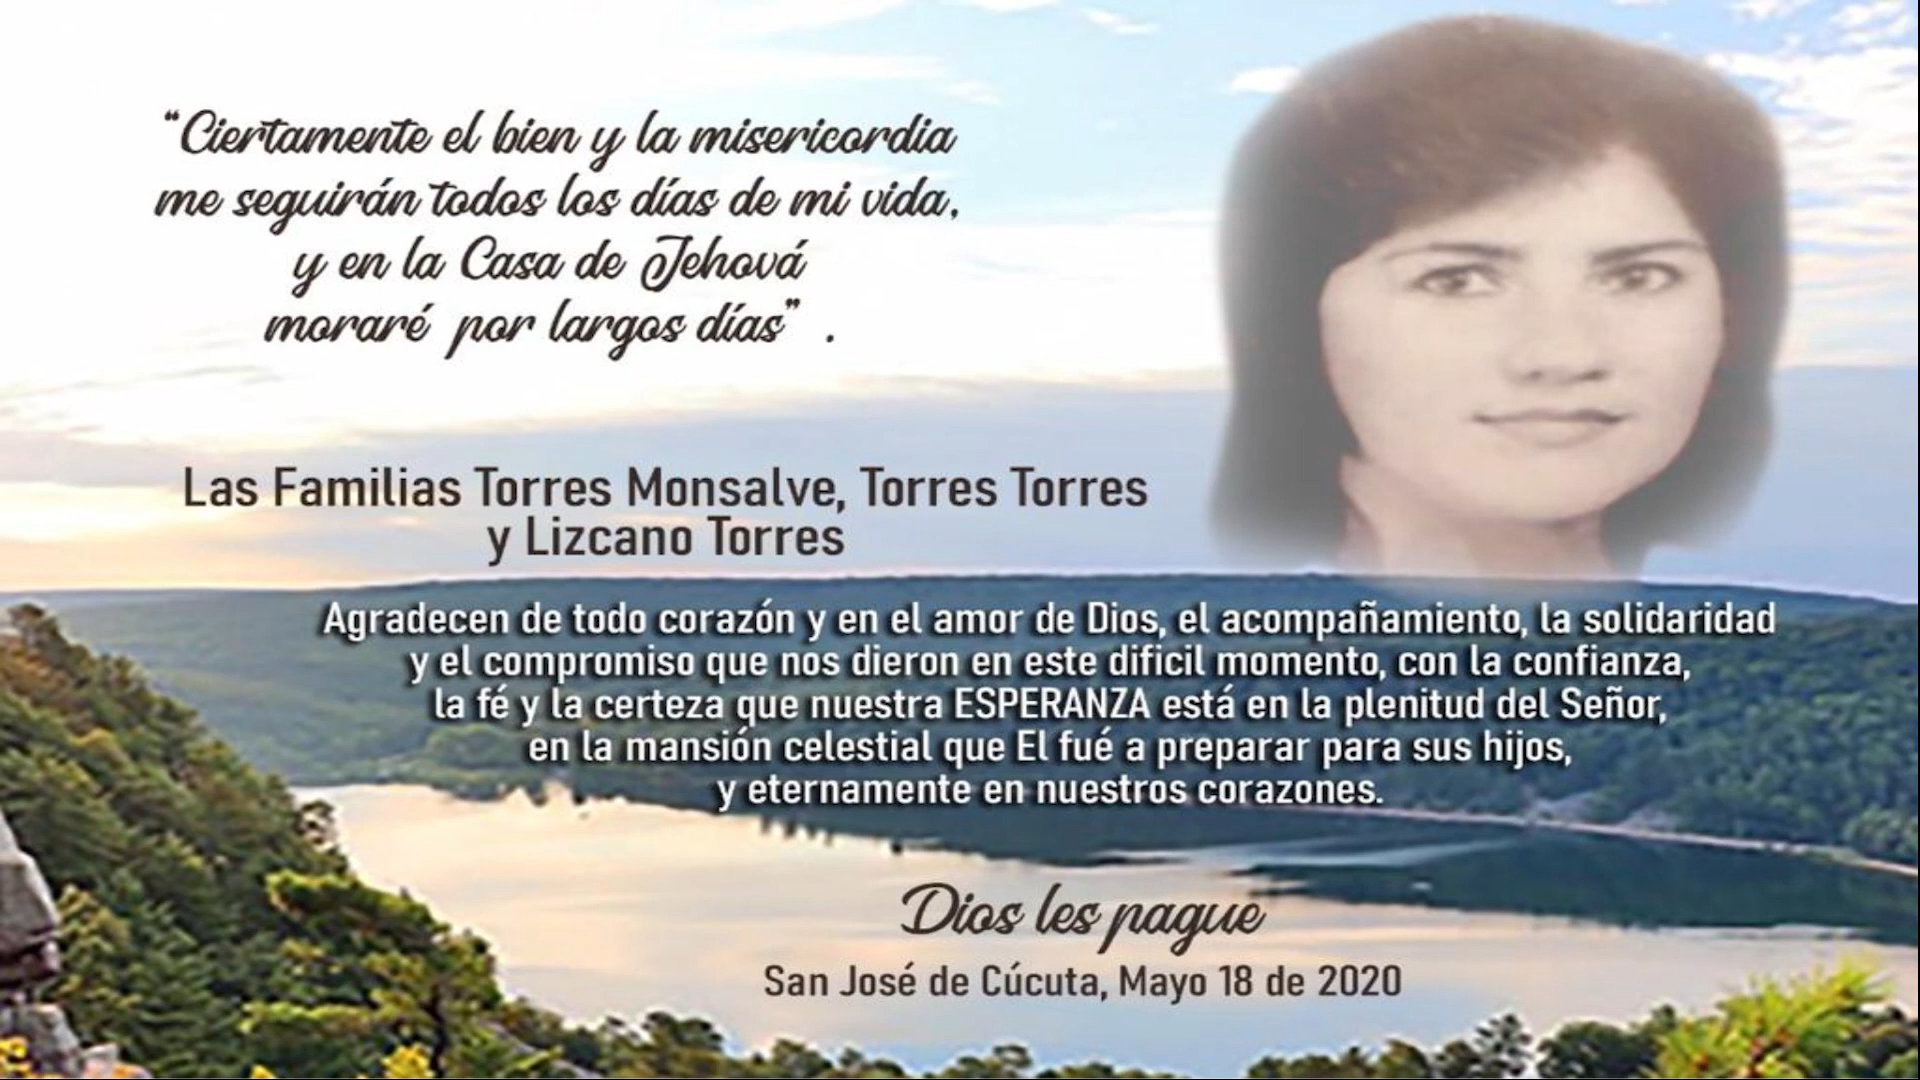 “Ciertamente el bien y la misericordia
me seguirán todos los días de mi vida,
y en la Casa de Jehová
moraré por largos días” .
Las Familias Torres Monsalve, Torres Torres
y Lizcano Torres
Agradecen de todo corazón y en el amor de Dios, el acompañamiento, la solidaridad
y el compromiso que nos dieron en este dificil momento, con la confianza,
la fé y la certeza que nuestra ESPERANZA está en la plenitud del Señor,
en la mansión celestial que El fué a preparar para sus hijos,
y eternamente en nuestros corazones.
Dios les pague
San José de Cúcuta, Mayo 18 de 2020